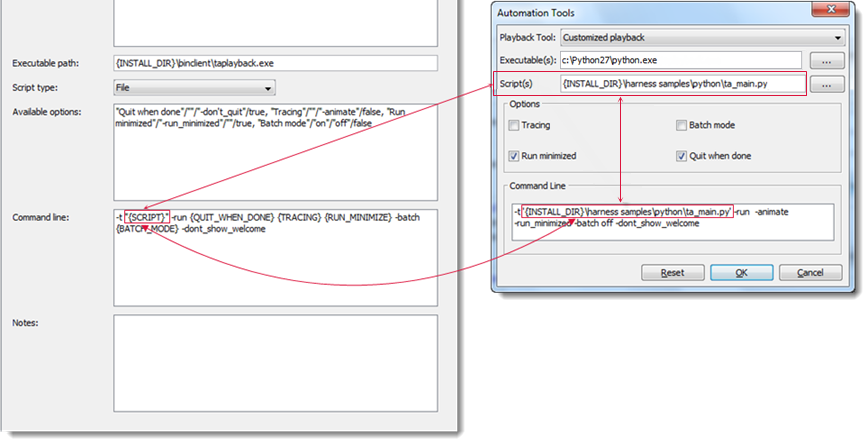 Executable path:
{INSTALL_DIR}\binclient\taplayback.exe
Script type:
File
Available options:
"Quit when done"/""/"-don't_quit"/true, "Tracing"/""/"-animate"/false, "Run
minimized"/"-run_minimized"/""/true, "Batch mode"/"on"/"off"/false
Command line:
-t "{SCRIPT}" -run {QUIT_WHEN_DONE} {TRACING} {RUN_MINIMIZE} -batch
{BATCH_MODE} -dont_show_welcome
Notes:
Automation Tools
Playback Tool:
Customized playback
Executable(s):
c:\Python27\python.exe
...
Script(s)
{INSTALL_DIR}\harness samples\python\ta_main.py
...
Options
Tracing
Batch mode
Run minimized
Quit when done
Command Line
-t '{INSTALL_DIR}\harness samples\python\ta_main.py' -run -animate
-run_minimized -batch off -dont_show_welcome
Reset
OK
Cancel